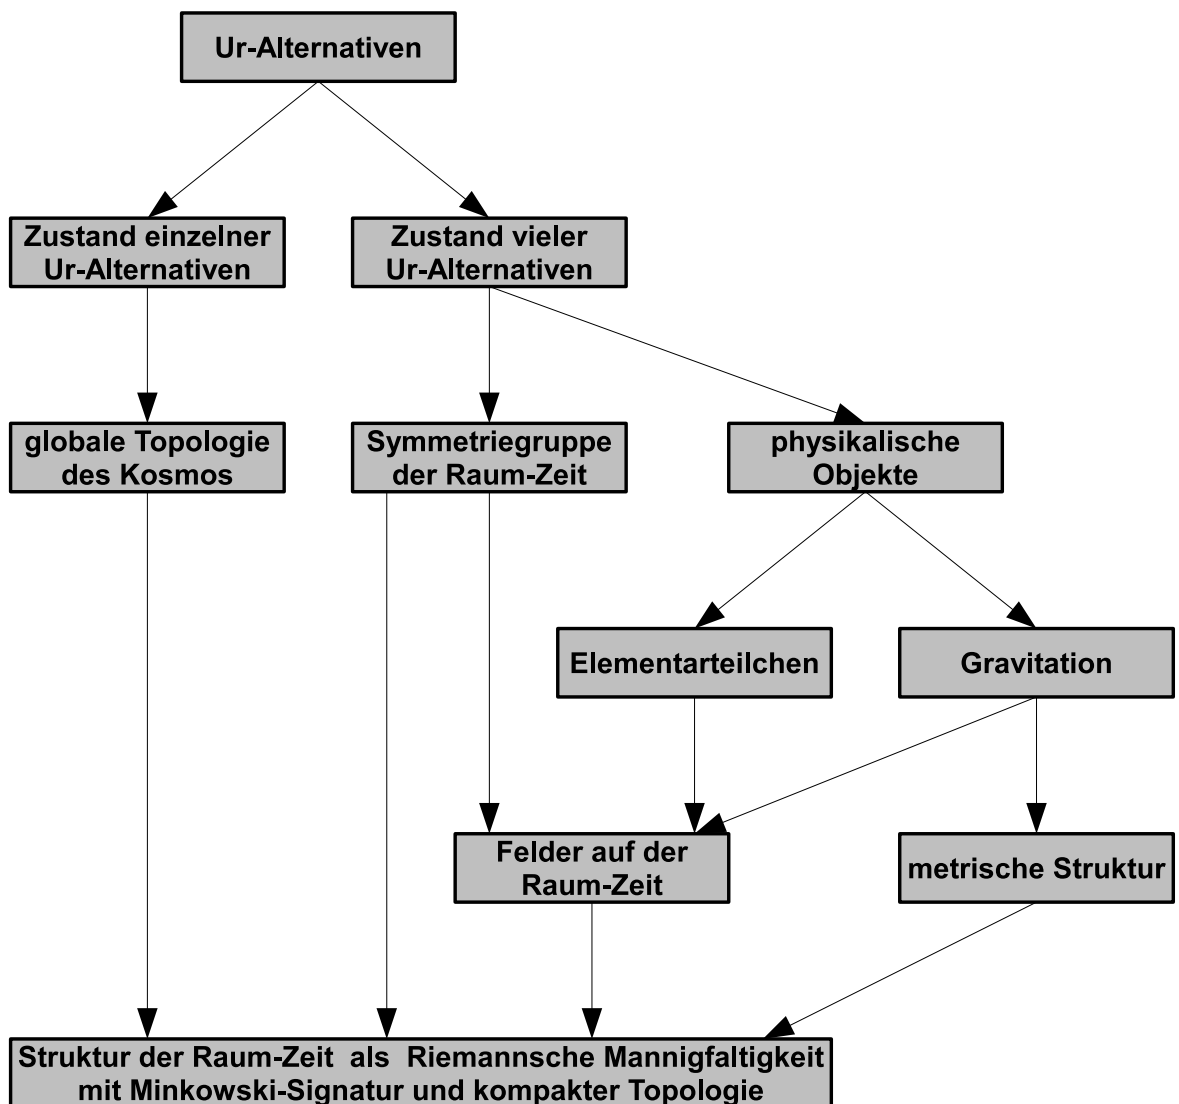 Ur-Alternativen
Zustand einzelner
Ur-Alternativen
Zustand vieler
Ur-Alternativen
globale Topologie
des Kosmos
Symmetriegruppe
der Raum-Zeit
physikalische
Objekte
Elementarteilchen
Gravitation
Felder auf der
Raum-Zeit
metrische Struktur
Struktur der Raum-Zeit als Riemannsche Mannigfaltigkeit
mit Minkowski-Signatur und kompakter Topologie